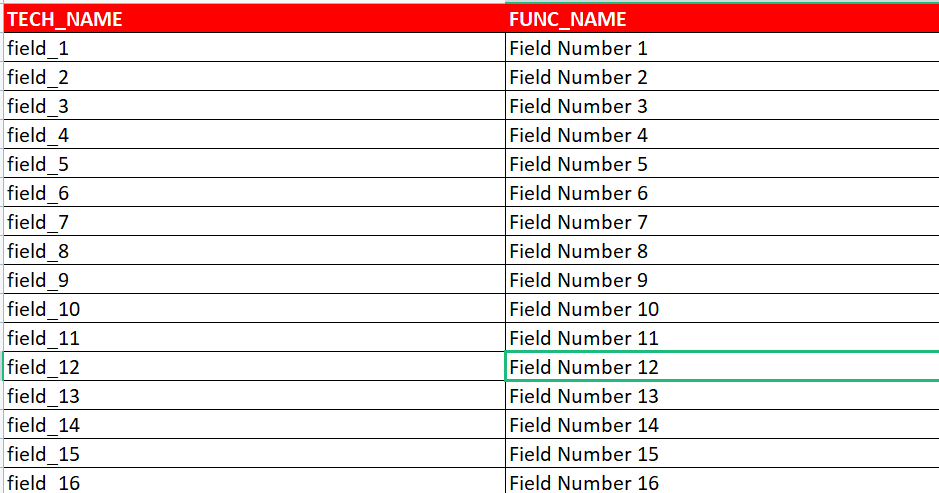 TECH_NAME FUNC_NAME
field_1 Field Number 1
field_2 Field Number 2
field_3 Field Number 3
field_4 Field Number 4
field_5 Field Number 5
field_6 Field Number 6
field_7 Field Number 7
field_8 Field Number 8
field_9 Field Number 9
field_10 Field Number 10
field_11 Field Number 11
field_12 Field Number 12
field_13 Field Number 13
field_14 Field Number 14
field_15 Field Number 15
field_16 Field Number 16